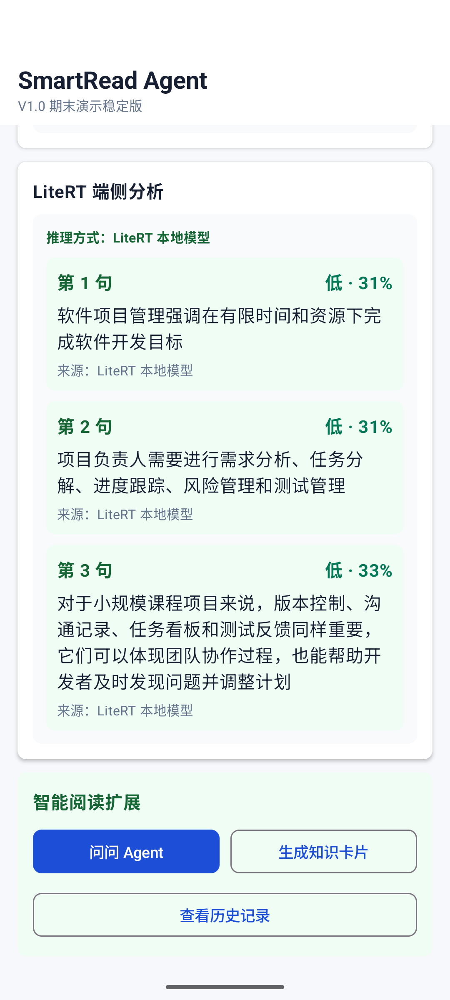 SmartRead Agent
V1.0 期末演示稳定版
LiteRT 端侧分析
推理方式：LiteRT 本地模型
第 1 句
低 · 31%
软件项目管理强调在有限时间和资源下完
成软件开发目标
来源：LiteRT 本地模型
第 2 句
低 · 31%
项目负责人需要进行需求分析、任务分
解、进度跟踪、风险管理和测试管理
来源：LiteRT 本地模型
第 3 句
低 · 33%
对于小规模课程项目来说，版本控制、沟
通记录、任务看板和测试反馈同样重要，
它们可以体现团队协作过程，也能帮助开
发者及时发现问题并调整计划
来源：LiteRT 本地模型
智能阅读扩展
问问 Agent
生成知识卡片
查看历史记录